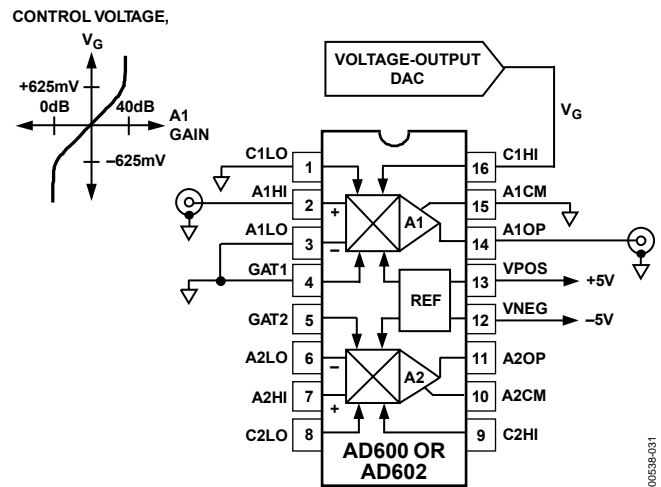 CONTROL VOLTAGE,
VG
+625mV
0dB
40dB
A1
GAIN
–625mV
VOLTAGE-OUTPUT
DAC
VG
C1LO
1
16
C1HI
A1HI
2
+
A1
15
A1CM
A1LO
3
–
14
A1OP
GAT1
4
REF
13
VPOS
+5V
GAT2
5
12
VNEG
–5V
A2LO
6
–
A2
11
A2OP
A2HI
7
+
10
A2CM
C2LO
8
9
C2HI
AD600 OR
AD602
00538-031